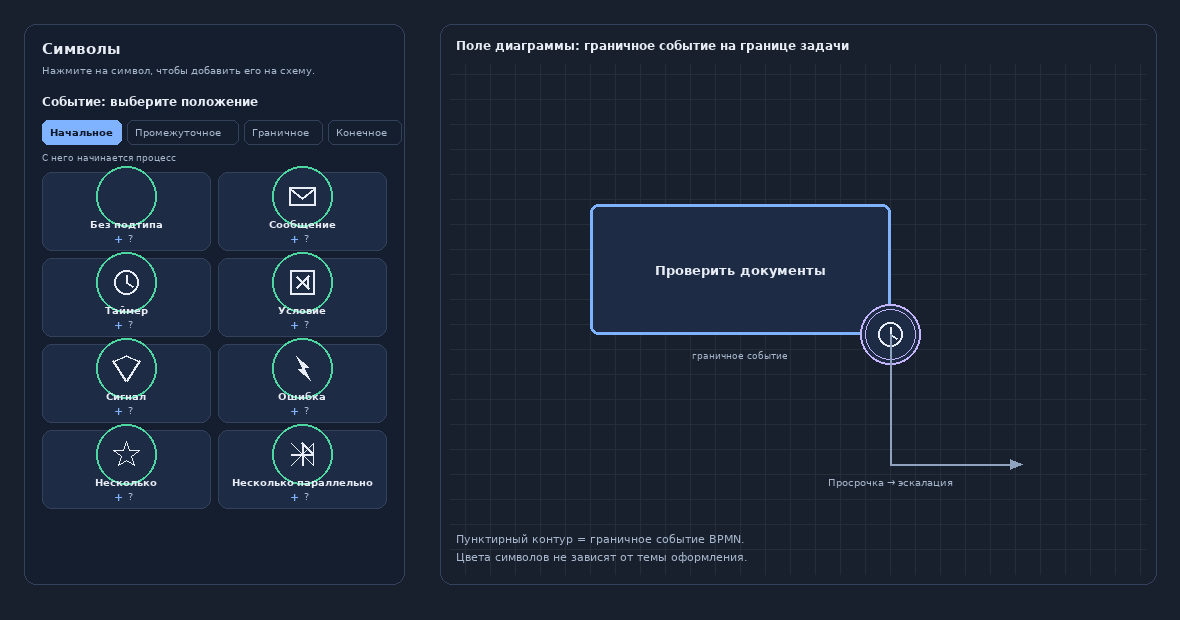 Символы
Нажмите на символ, чтобы добавить его на схему.
Событие: выберите положение
Начальное Промежуточное Граничное Конечное
С него начинается процесс
Без подтипа Сообщение
+ ? + ?
Таймер Условие
+ ? + ?
Сигнал Ошибка
+ ? + ?
Несколько Несколько параллельно
+ ? + ?
Поле диаграммы: граничное событие на границе задачи
Проверить документы
граничное событие
Просрочка → эскалация
Пунктирный контур = граничное событие BPMN.
Цвета символов не зависят от темы оформления.